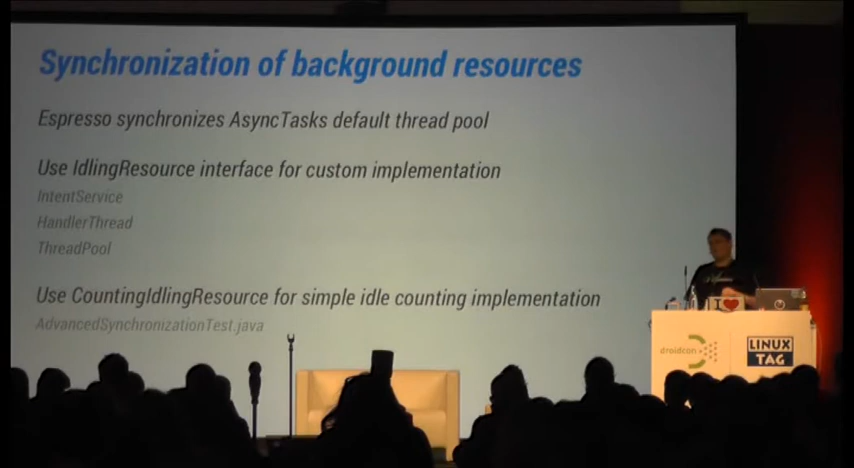 Synchronization of background resources
Espresso synchronizes AsyncTasks default thread pool
Use IdlingResource interface for custom implementation
IntentService
HandlerThread
ThreadPool
Use CountingIdlingResource for simple idle counting implementation
AdvancedSynchronizationTest.java
I
droidcon
LINUX
TAG